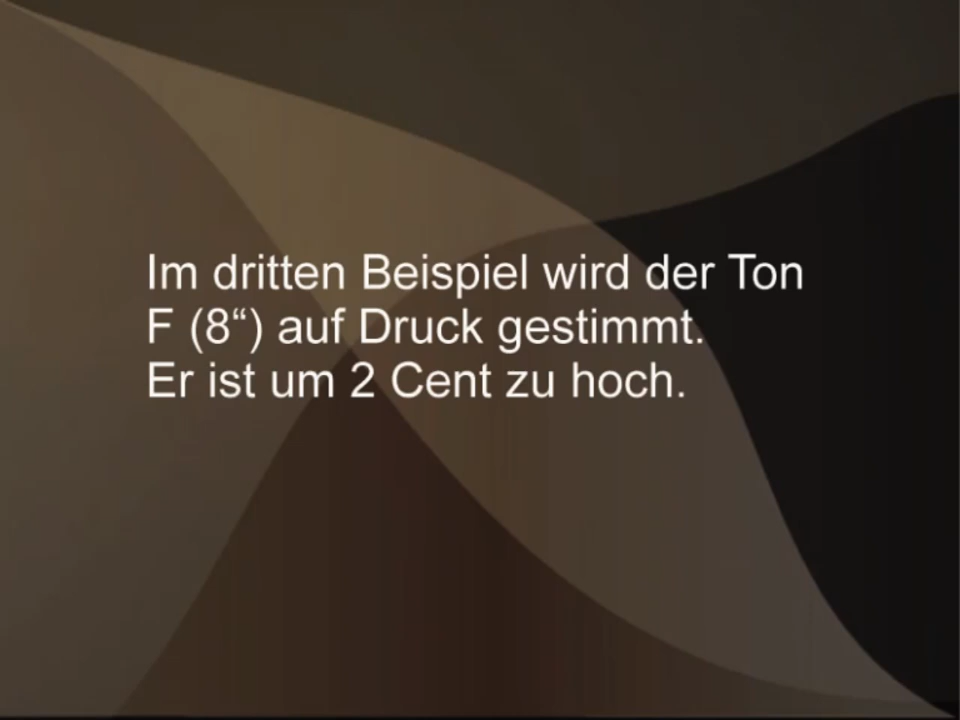 Im dritten Beispiel wird der Ton
F (8“) auf Druck gestimmt.
Er ist um 2 Cent zu hoch.